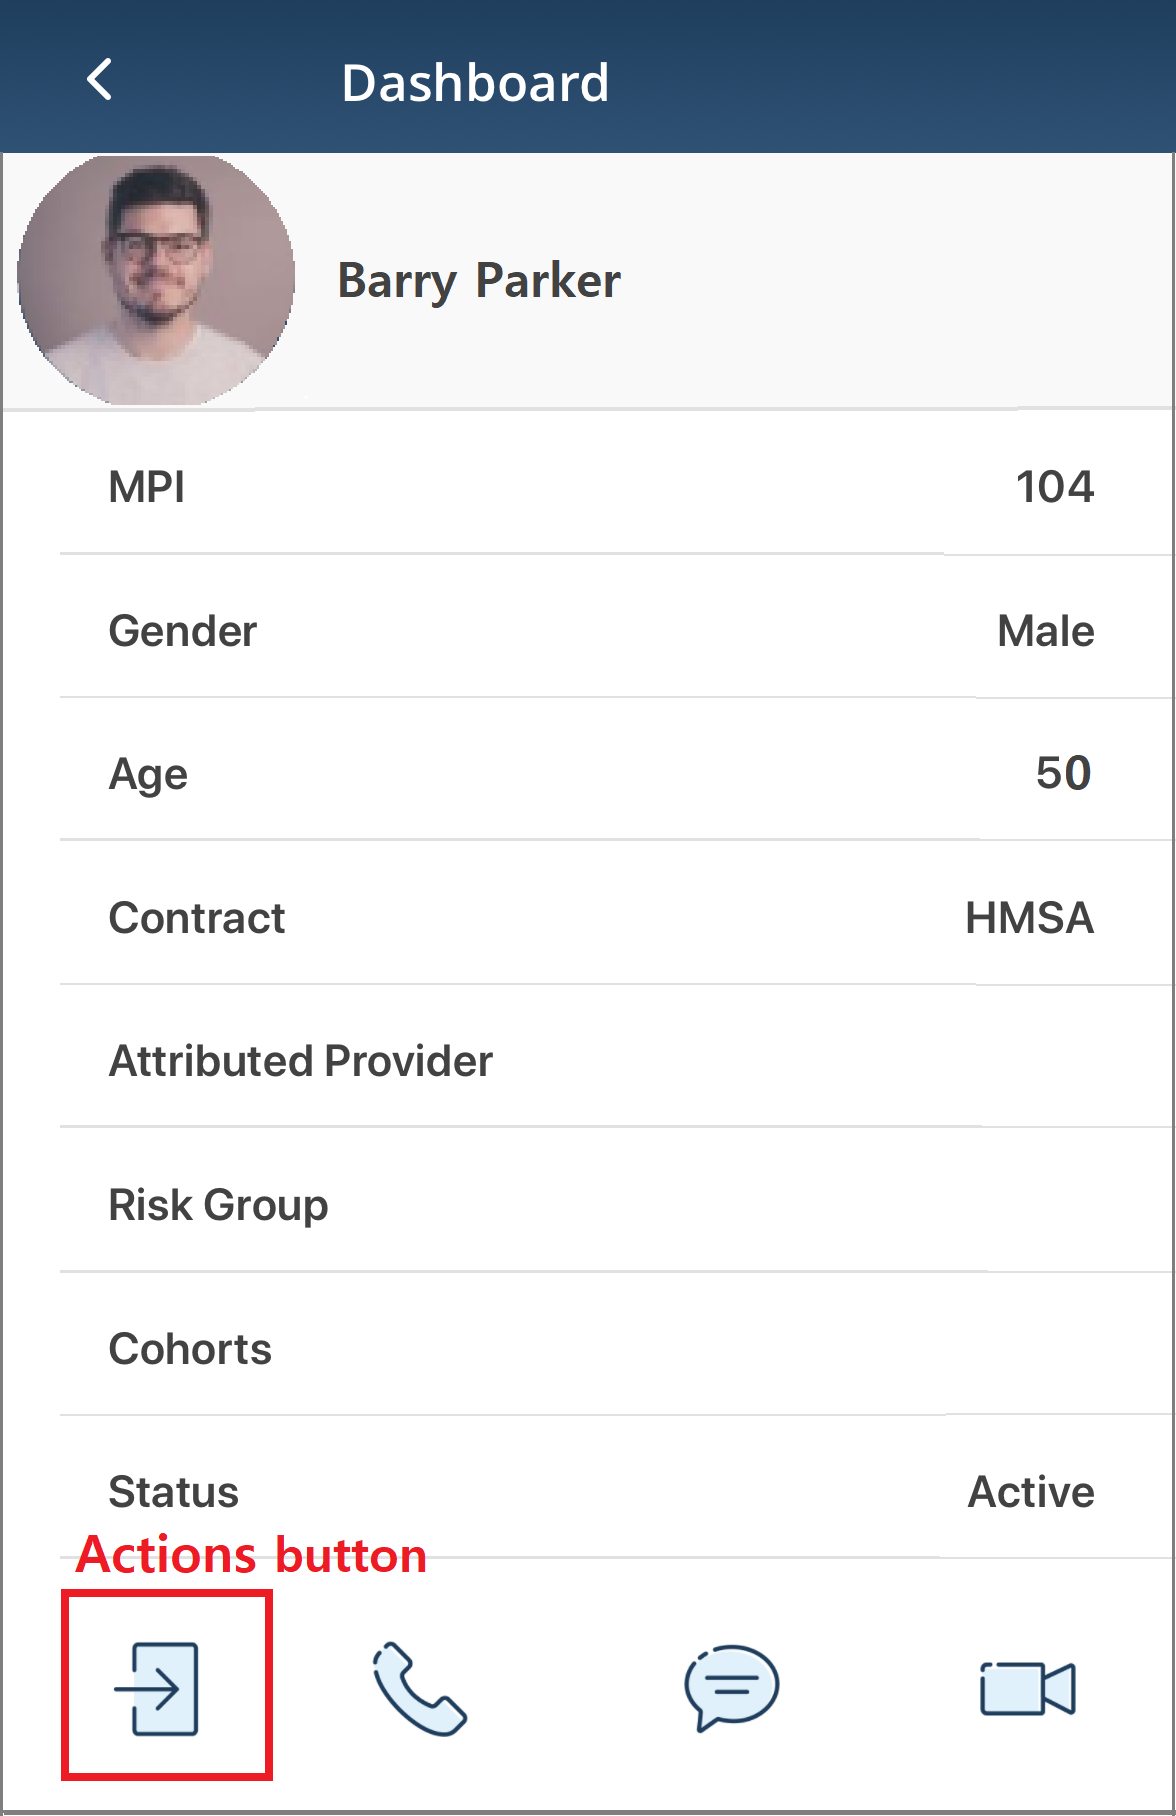 Dashboard
Barry Parker
MPI 104
Gender Male
Age 50
Contract HMSA
Attributed Provider
Risk Group
Cohorts
Status Active
Actions button